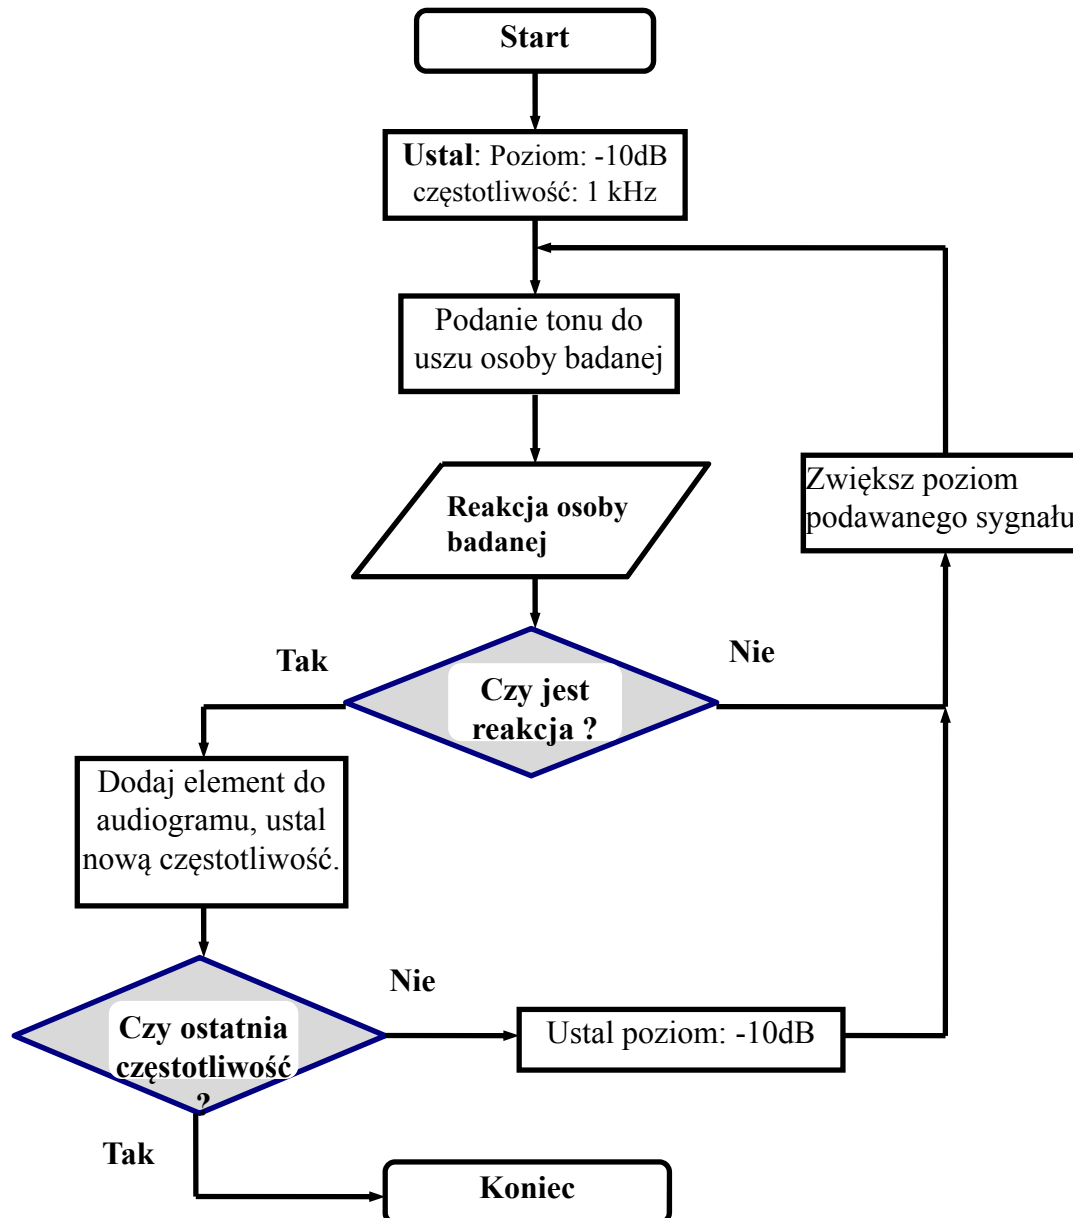 Start
Ustal: Poziom: -10dB
częstotliwość: 1 kHz
Podanie tonu do
uszu osoby badanej
Zwiększ poziom
podawanego sygnału
Reakcja osoby
badanej
Tak
Nie
Czy jest
reakcja ?
Dodaj element do
audiogramu, ustal
nową częstotliwość.
Nie
Czy ostatnia
częstotliwość
?
Ustal poziom: -10dB
Tak
Koniec